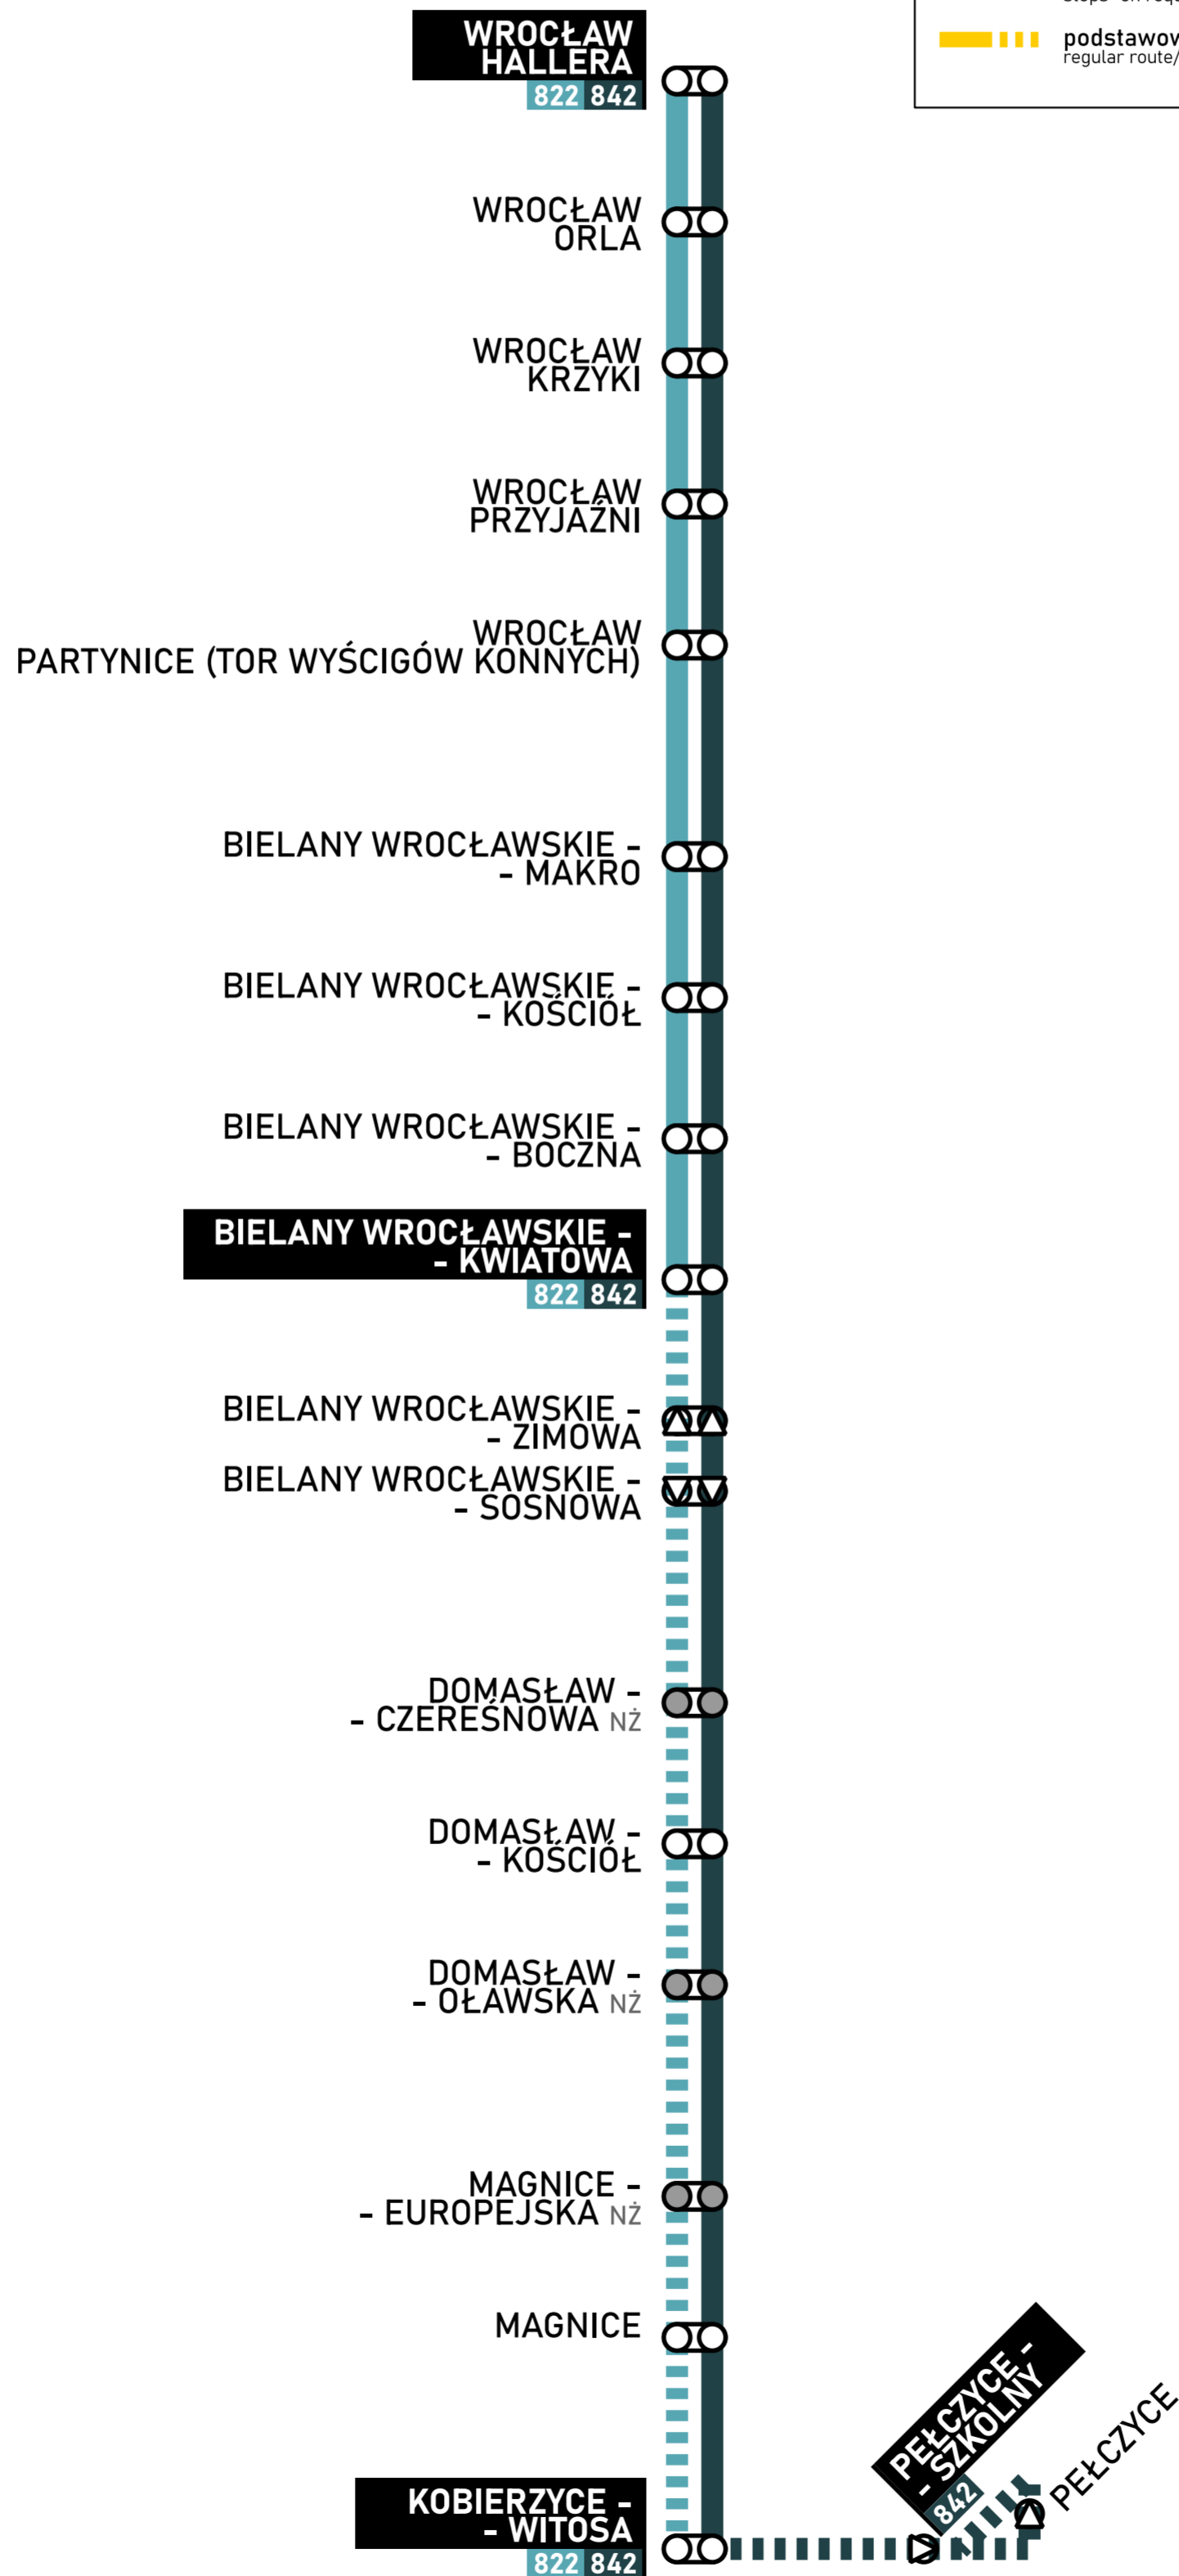 WROCŁAW
HALLERA
822 842
podstawow
regular route/
WROCŁAW
ORLA
WROCŁAW
KRZYKI
WROCŁAW
PRZYJAŹNI
WROCŁAW
PARTYNICE (TOR WYŚCIGÓW KONNYCH)
BIELANY WROCŁAWSKIE -
- MAKRO
BIELANY WROCŁAWSKIE -
- KOŚCIÓŁ
BIELANY WROCŁAWSKIE -
- BOCZNA
BIELANY WROCŁAWSKIE -
- KWIATOWA
822 842
BIELANY WROCŁAWSKIE -
- ZIMOWA
BIELANY WROCŁAWSKIE -
- SOSNOWA
DOMASŁAW -
- CZEREŚNOWA NŻ
DOMASŁAW -
- KOŚCIÓŁ
DOMASŁAW -
- OŁAWSKA NŻ
MAGNICE -
- EUROPEJSKA NŻ
MAGNICE
PEŁCZYCE -
- SZKOLNY
842
PEŁCZYCE
KOBIERZYCE -
- WITOSA
822 842